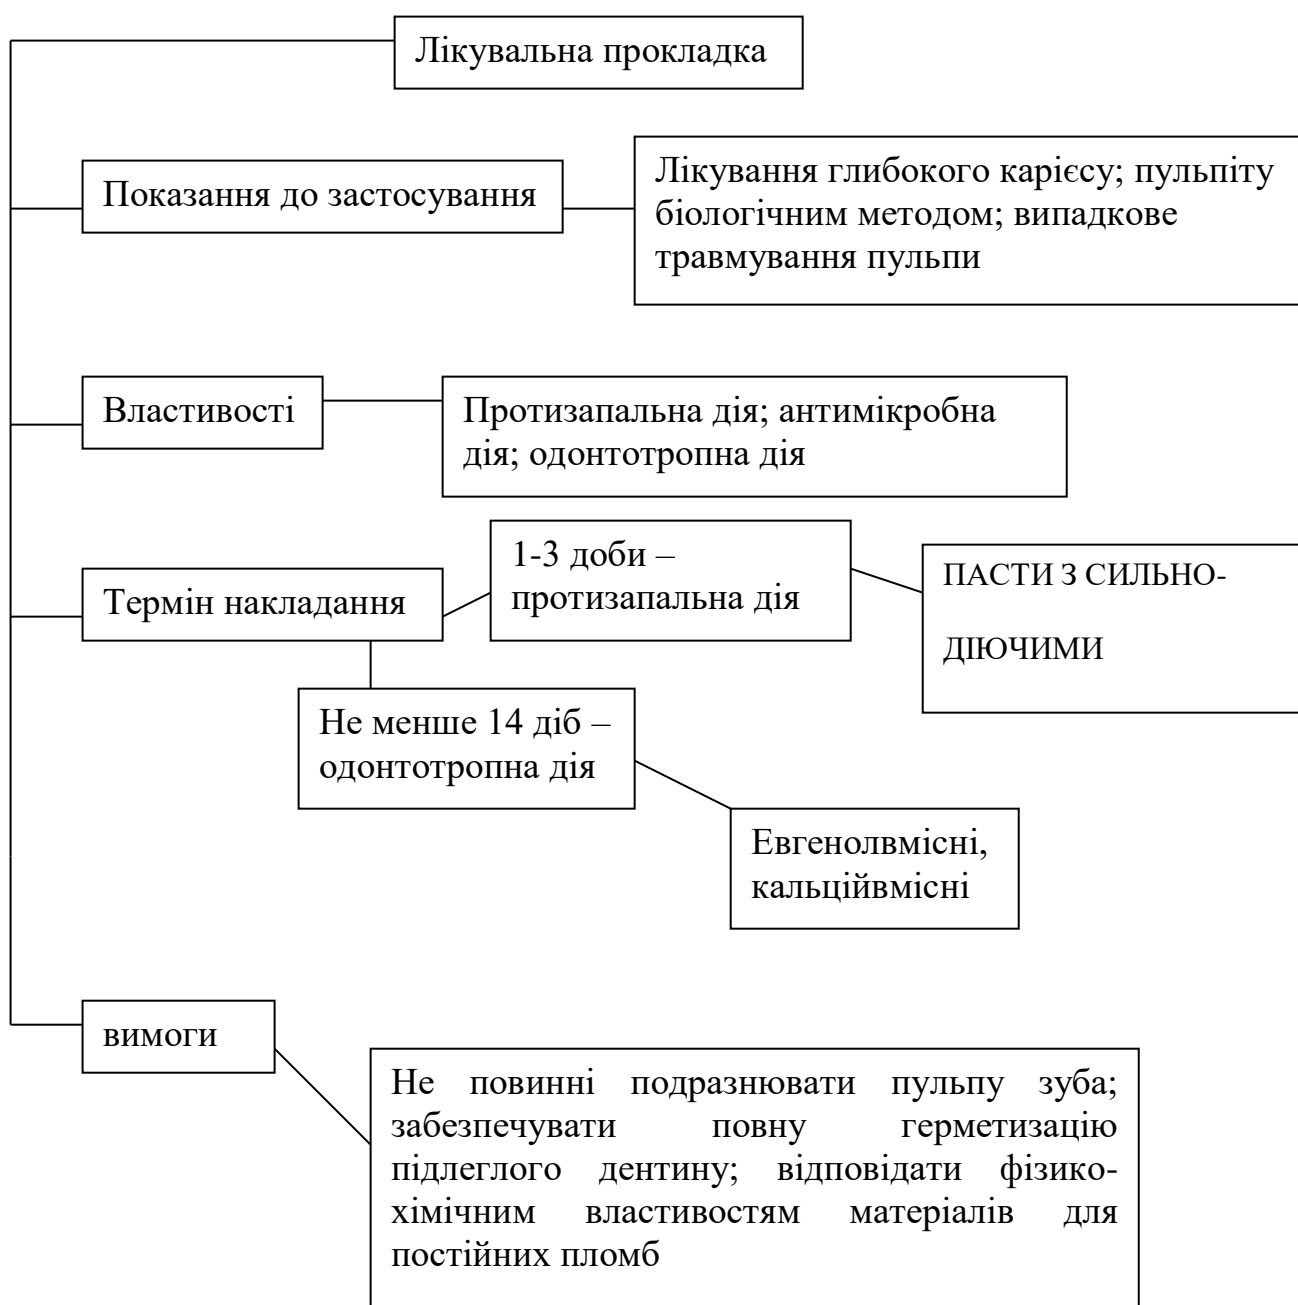 Лікувальна прокладка
Показання до застосування
Лікування глибокого карієсу; пульпіту
біологічним методом; випадкове
травмування пульпи
Властивості
Протизапальна дія; антимікробна
дія; одонтотропна дія
Термін накладання
1-3 доби –
протизапальна дія
ПАСТИ З СИЛЬНО-
ДІЮЧИМИ
Не менше 14 діб –
одонтотропна дія
Евгенолвмісні,
кальційвмісні
вимоги
Не повинні подразнювати пульпу зуба;
забезпечувати повну герметизацію
підлеглого дентину; відповідати фізико-
хімічним властивостям матеріалів для
постійних пломб